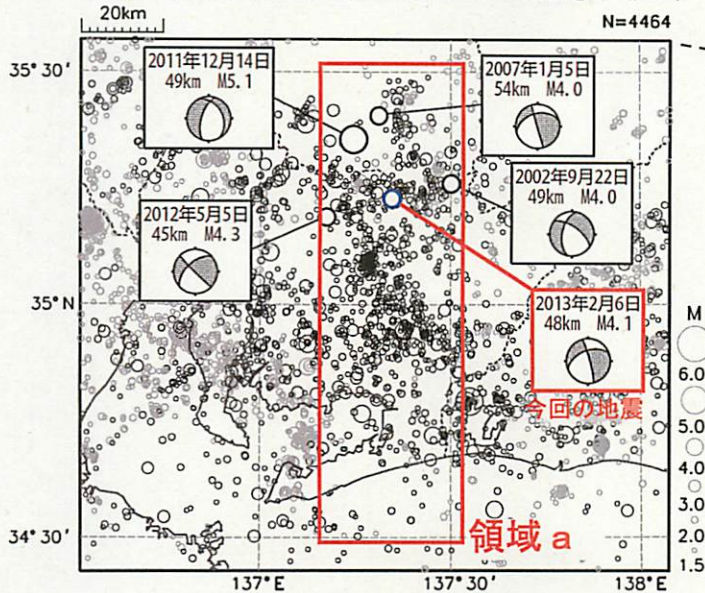 20km
N=4464
35°30′
2011年12月14日
49km M5.1
2007年1月5日
54km M4.0
2002年9月22日
49km M4.0
2012年5月5日
45km M4.3
35°N
2013年2月6日
48km M4.1
今回の地震
M
6.0
5.0
4.0
3.0
2.0
1.5
34°30′
領域a
137°E
137°30′
138°E